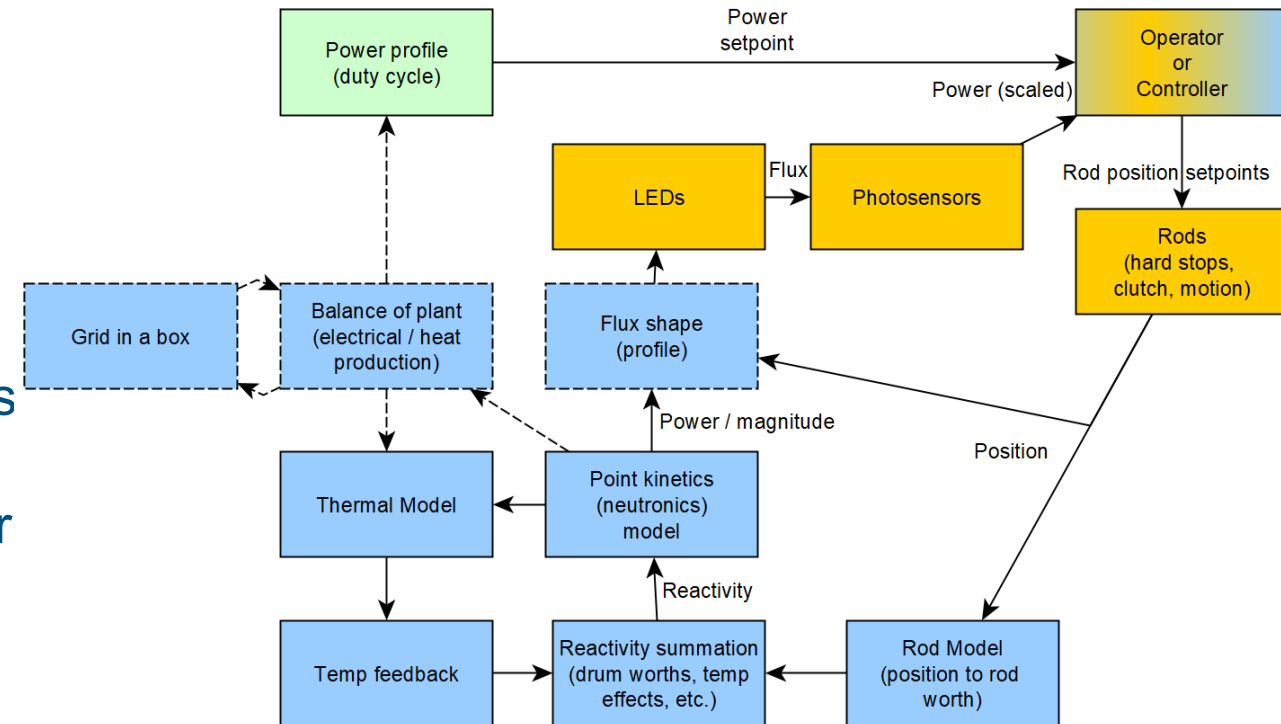 Power
setpoint
Power profile
(duty cycle)
Operator
or
Controller
Power (scaled)
LEDs
Flux
Photosensors
Rod position setpoints
Rods
(hard stops,
clutch, motion)
Grid in a box
Balance of plant
(electrical / heat
production)
Flux shape
(profile)
s
Power / magnitude
Position
Thermal Model
Point kinetics
(neutronics)
model
r
Reactivity
Temp feedback
Reactivity summation
(drum worths, temp
effects, etc.)
Rod Model
(position to rod
worth)